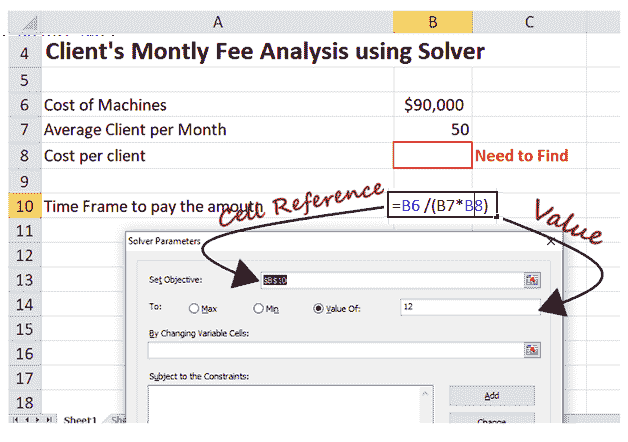 A B C
4 Client's Montly Fee Analysis using Solver
5
6 Cost of Machines $90,000
7 Average Client per Month 50
8 Cost per client Need to Find
9
10 Time Frame to pay the amount =B6 /(B7*B8)
Cell Reference
Value
11
12 Solver Parameters X
13 Set Objective: $B$10
14 To: Max Min Value Of: 12
15 By Changing Variable Cells:
16
17 Subject to the Constraints:
18 Add
Change
Sheet1 She